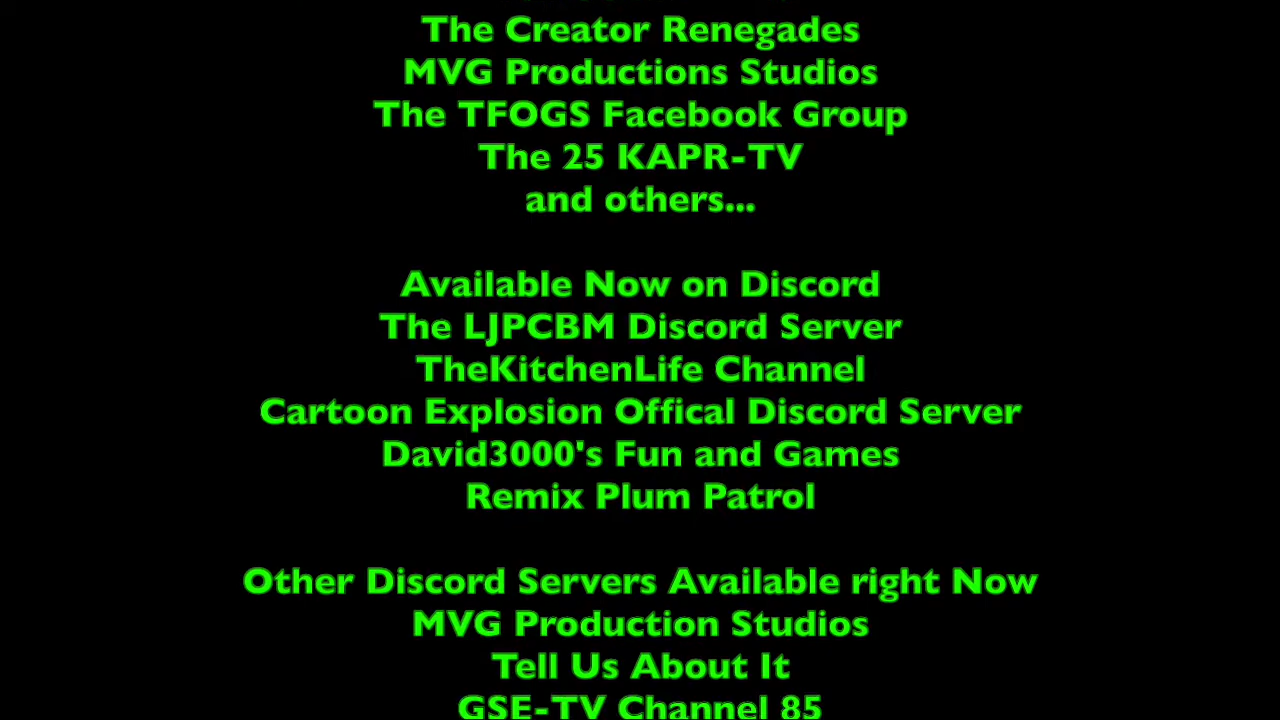 The Creator Renegades
MVG Productions Studios
The TFOGS Facebook Group
The 25 KAPR-TV
and others...
Available Now on Discord
The LJPCBM Discord Server
TheKitchenLife Channel
Cartoon Explosion Offical Discord Server
David3000's Fun and Games
Remix Plum Patrol
Other Discord Servers Available right Now
MVG Production Studios
Tell Us About It
GSE-TV Channel 85